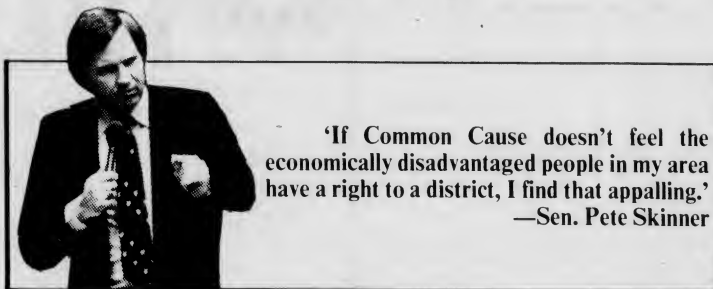 ‘If Common Cause doesn't feel the
economically disadvantaged people in my area
have a right to a district, I find that appalling.’
—Sen. Pete Skinner